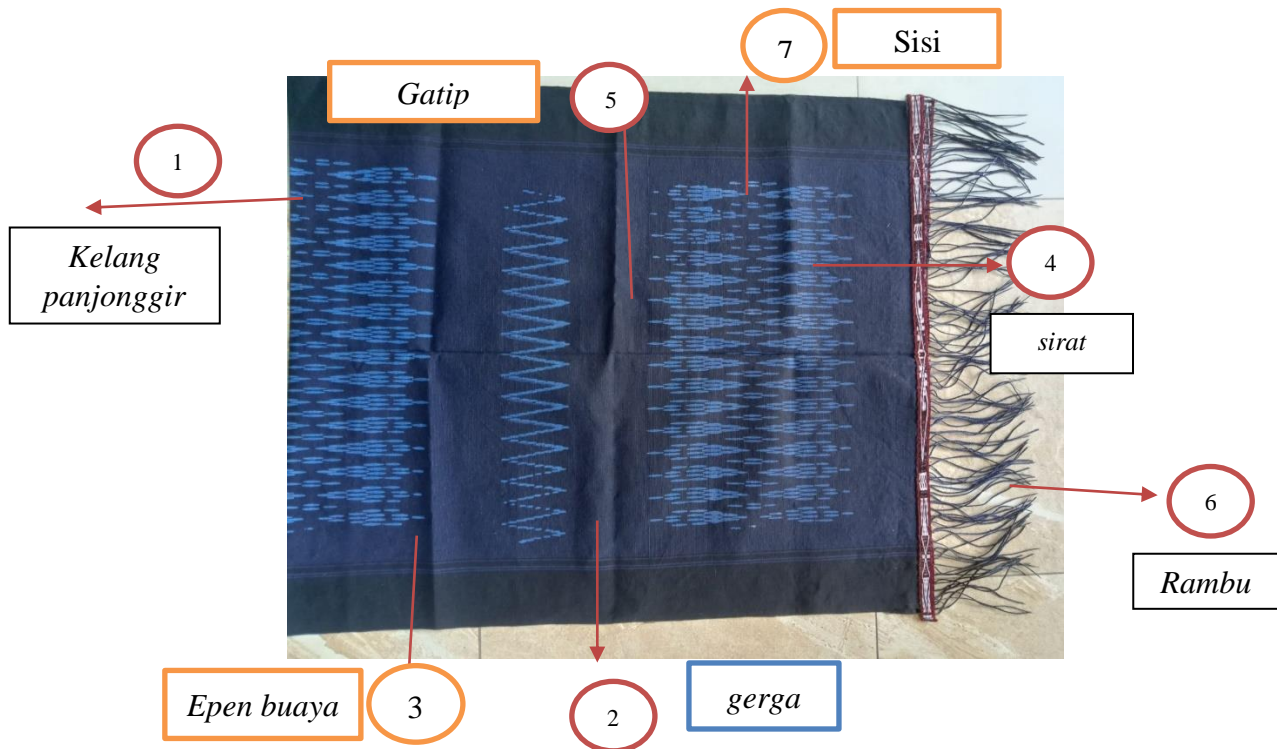 7
Sisi
Gatip
5
1
Kelang
panjonggir
4
sirat
6
Rambu
Epen buaya
3
2
gerga